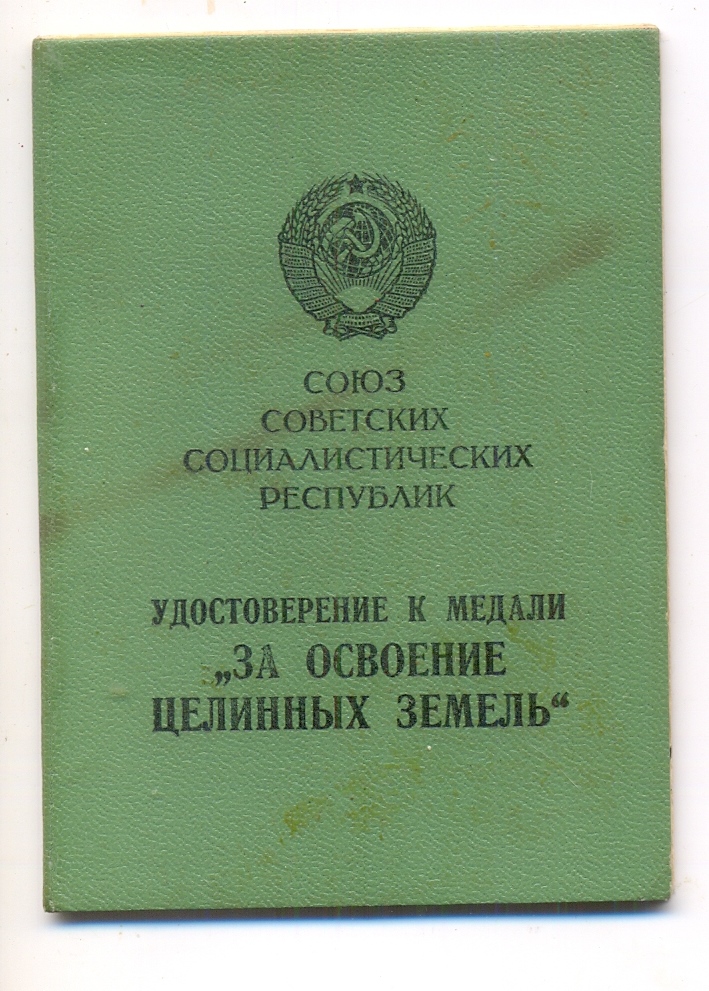 СОЮЗ
СОВЕТСКИХ
СОЦИАЛИСТИЧЕСКИХ
РЕСПУБЛИК
УДОСТОВЕРЕНИЕ К МЕДАЛИ
„ЗА ОСВОЕНИЕ
ЦЕЛИННЫХ ЗЕМЕЛЬ“